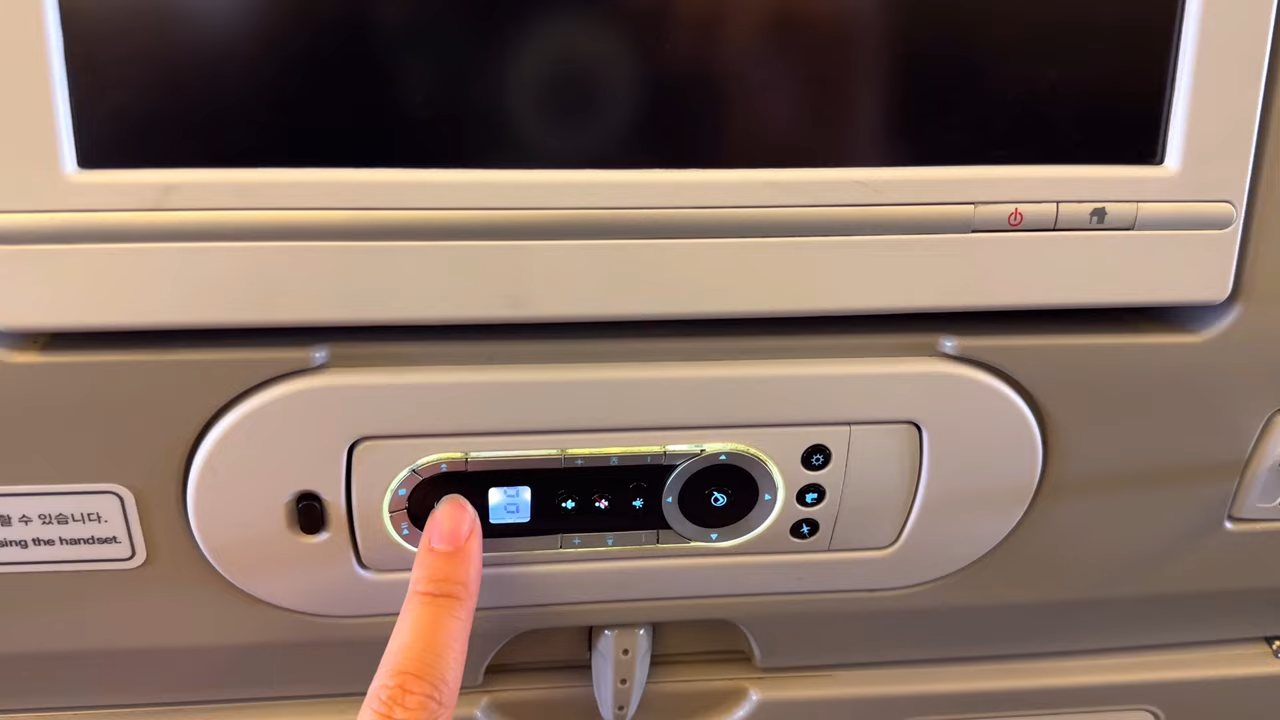 할 수 있습니다.
sing the handset.